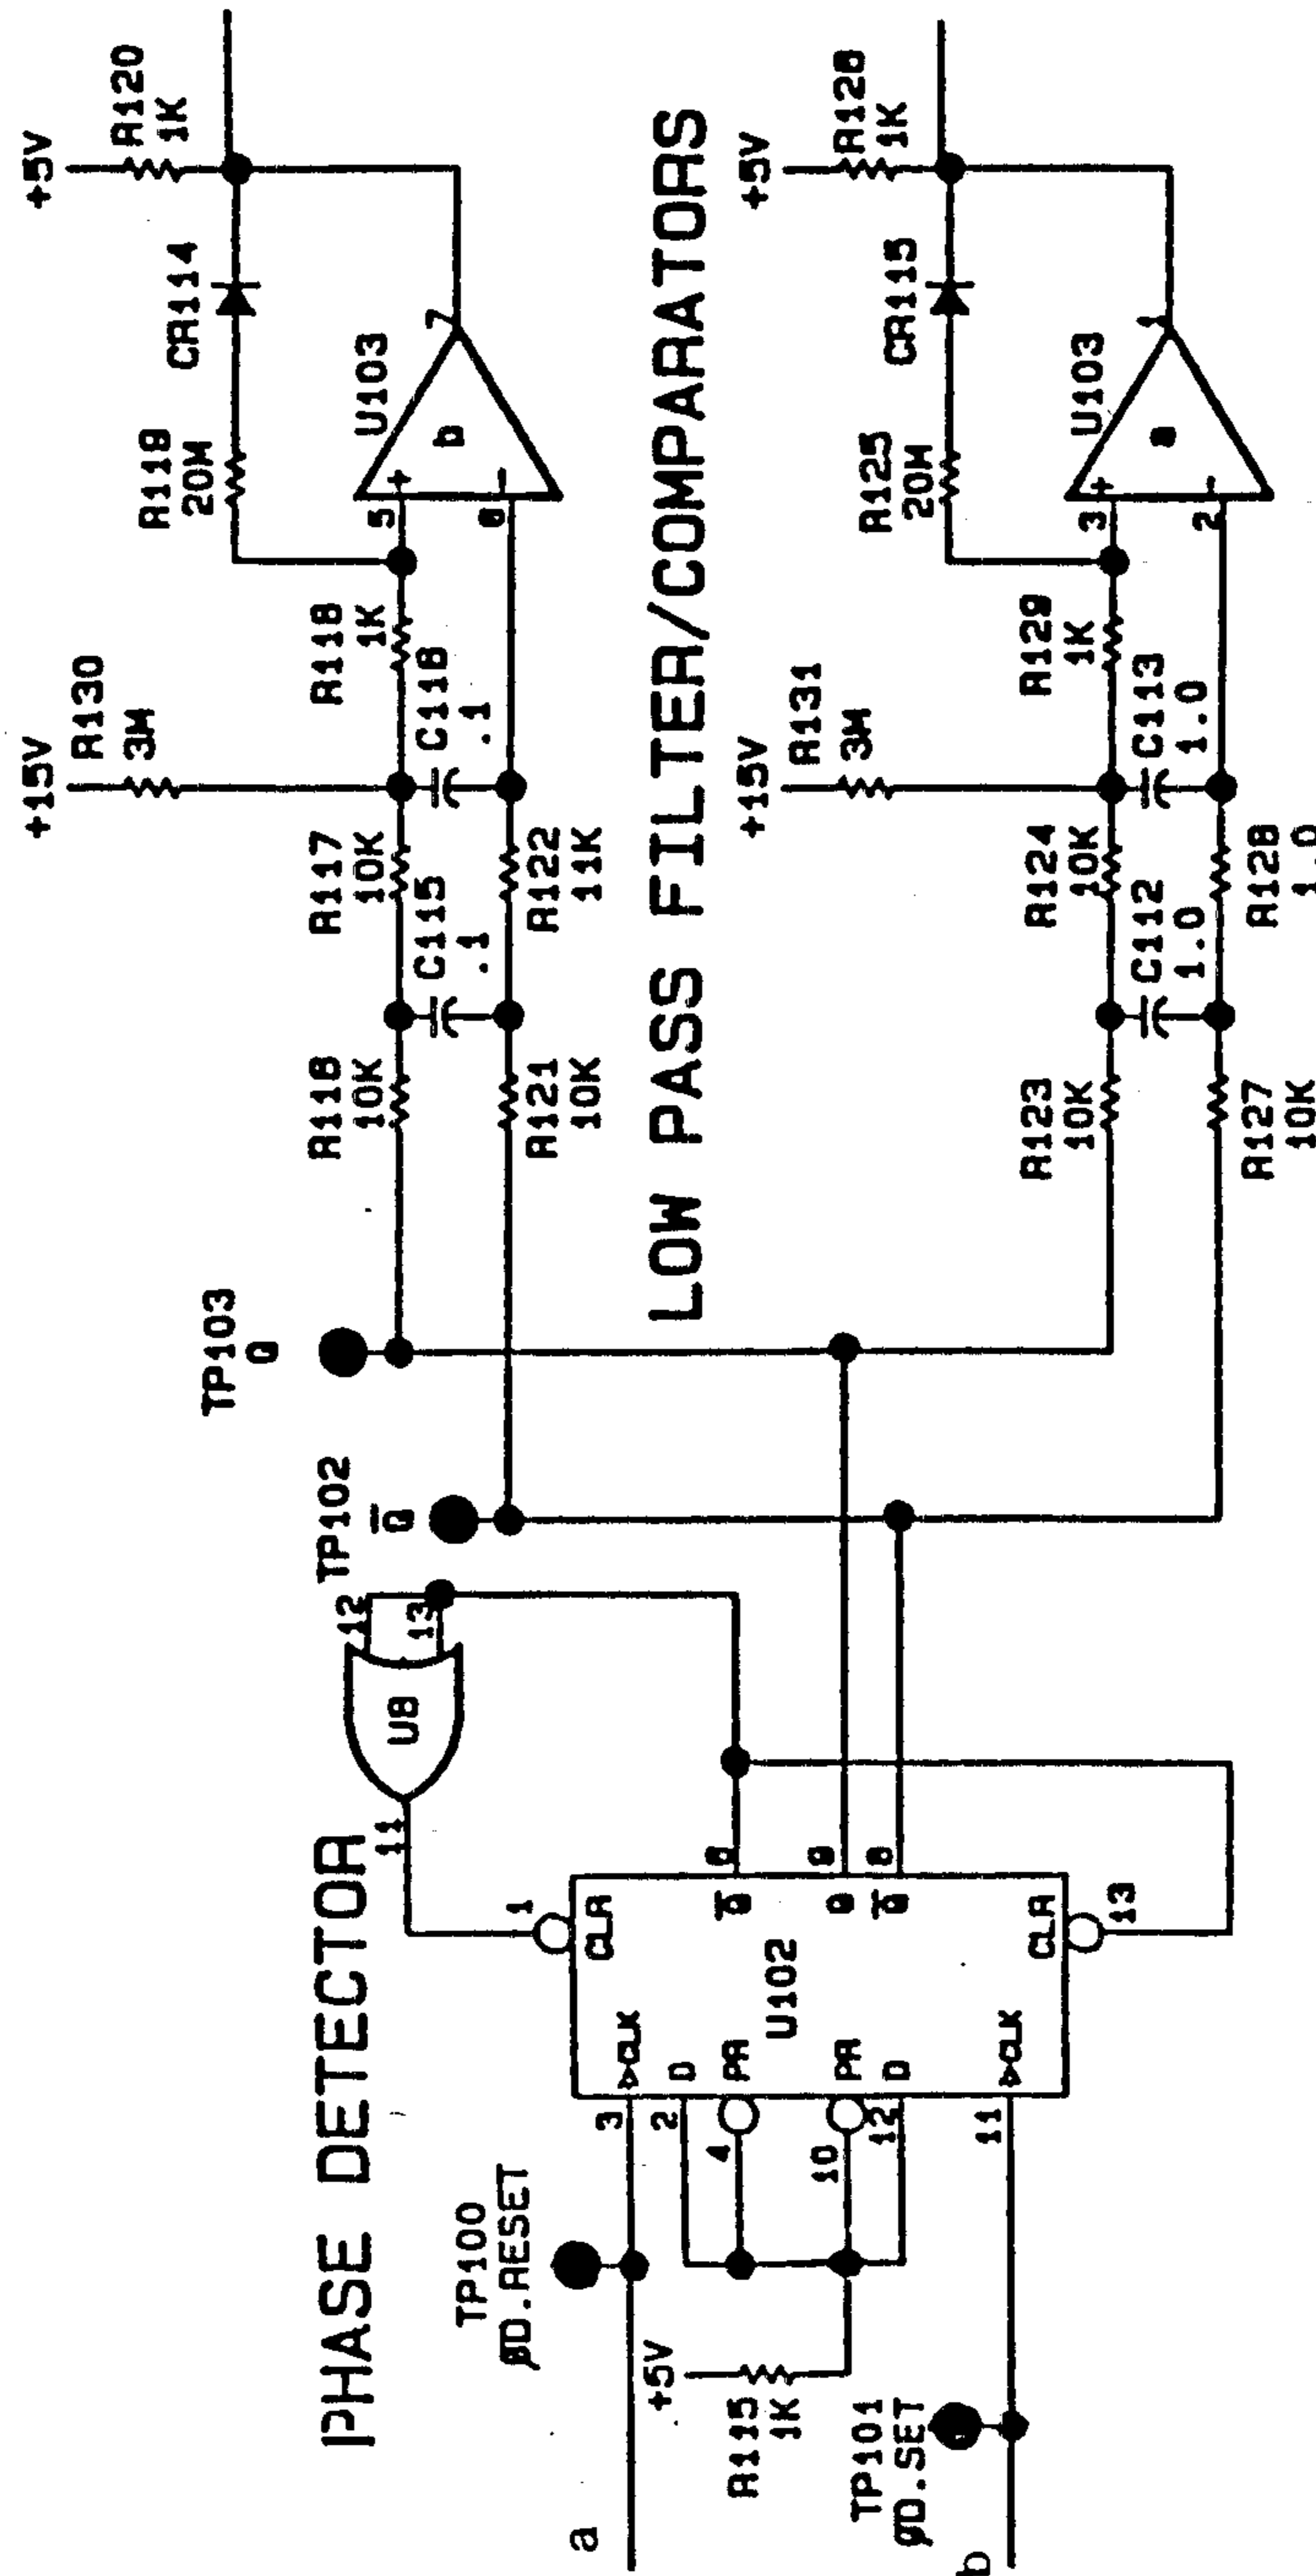 PHASE DETECTOR
TP100
ØD.RESET
a
+5V
R115
1K
TP101
ØD.SET
b
3
2
4
10
12
11
CLK
D
PR
PR
D
CLK
U102
CLR
1
Q
6
Q
9
Q
8
CLR
13
11
U8
12
13
TP102
Q
TP103
Q
LOW PASS FILTER/COMPARATORS
R116
10K
R121
10K
C115
.1
R117
10K
R122
11K
+15V
R130
3M
C116
.1
R118
1K
5
6
+
-
b
U103
7
R119
20M
CR114
+5V
R120
1K
R123
10K
R127
10K
C112
1.0
R124
10K
R128
1.0
+15V
R131
3M
C113
1.0
R129
1K
3
2
+
-
a
U103
1
R125
20M
CR115
+5V
R126
1K